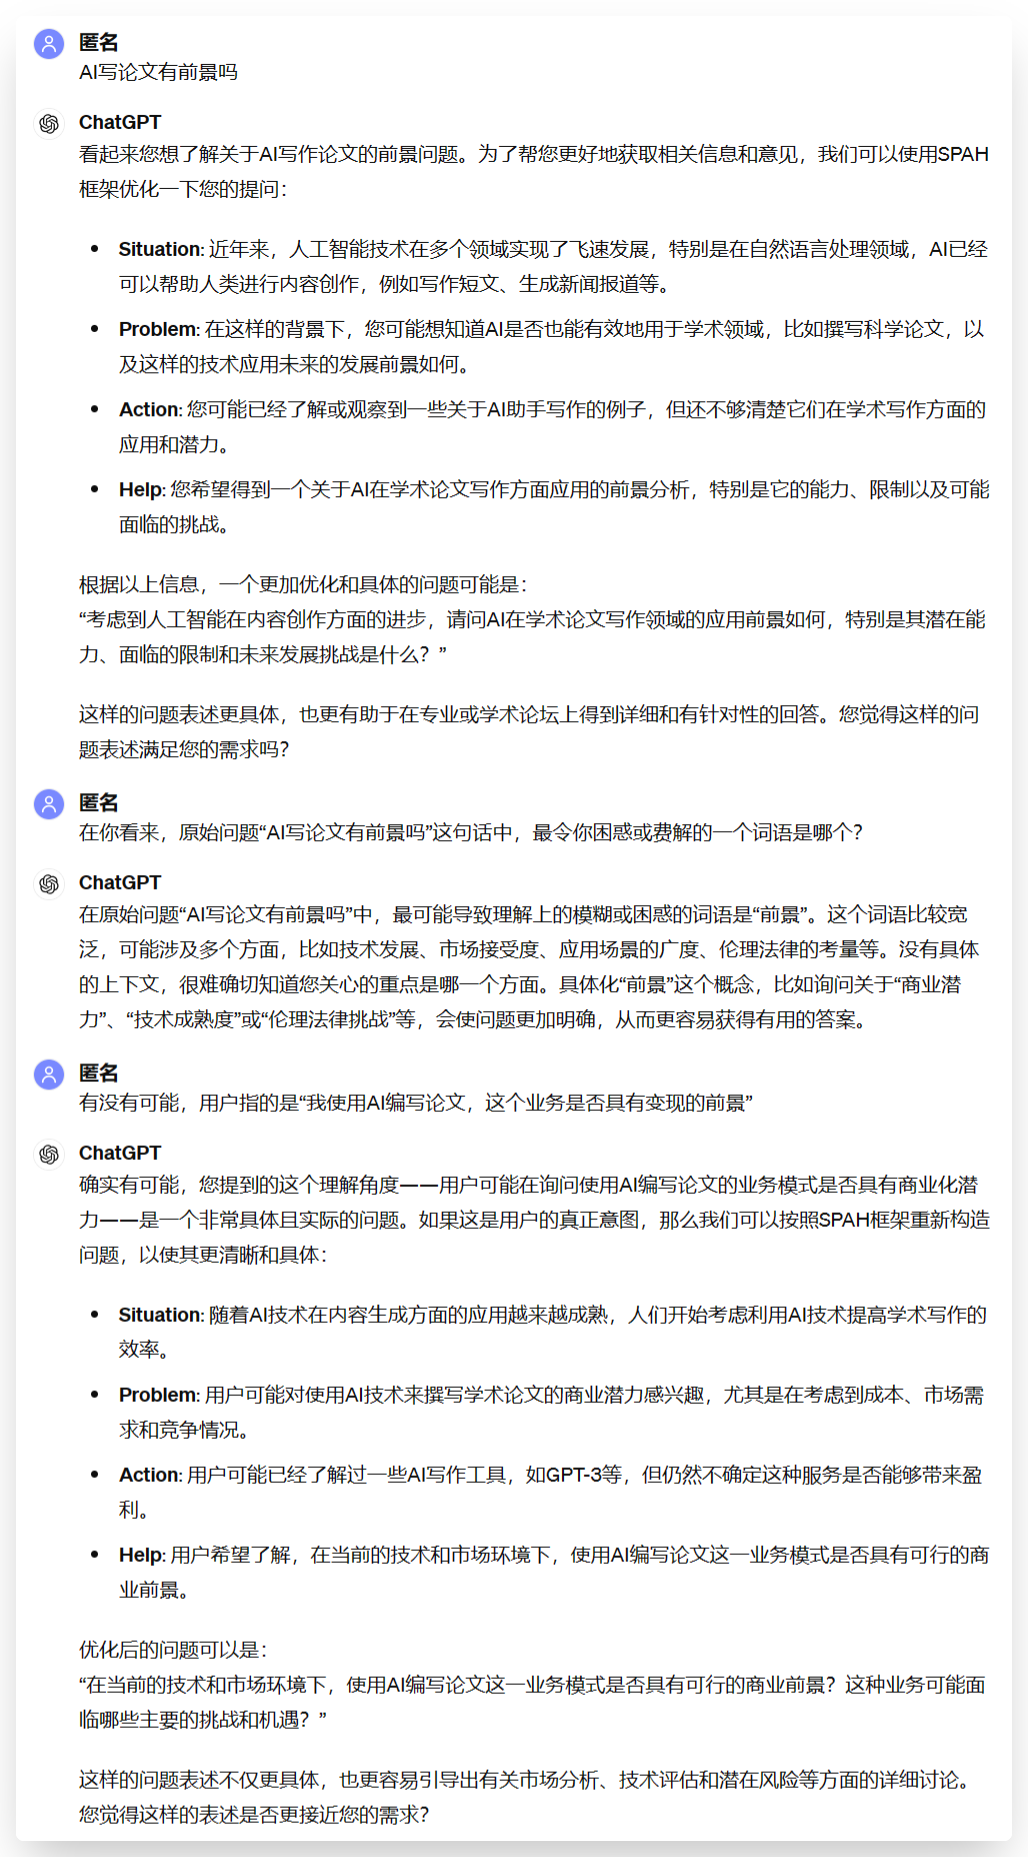 匿名
AI写论文有前景吗
ChatGPT
看起来您想了解关于AI写作论文的前景问题。为了帮您更好地获取相关信息和意见，我们可以使用SPAH
框架优化一下您的提问：
• Situation: 近年来，人工智能技术在多个领域实现了飞速发展，特别是在自然语言处理领域，AI已经
可以帮助人类进行内容创作，例如写作短文、生成新闻报道等。
• Problem: 在这样的背景下，您可能想知道AI是否也能有效地用于学术领域，比如撰写科学论文，以
及这样的技术应用未来的发展前景如何。
• Action: 您可能已经了解或观察到一些关于AI助手写作的例子，但还不够清楚它们在学术写作方面的
应用和潜力。
• Help: 您希望得到一个关于AI在学术论文写作方面应用的前景分析，特别是它的能力、限制以及可能
面临的挑战。
根据以上信息，一个更加优化和具体的问题可能是：
“考虑到人工智能在内容创作方面的进步，请问AI在学术论文写作领域的应用前景如何，特别是其潜在能
力、面临的限制和未来发展挑战是什么？”
这样的问题表述更具体，也更有助于在专业或学术论坛上得到详细和有针对性的回答。您觉得这样的问
题表述满足您的需求吗？
匿名
在你看来，原始问题“AI写论文有前景吗”这句话中，最令你困惑或费解的一个词语是哪个？
ChatGPT
在原始问题“AI写论文有前景吗”中，最可能导致理解上的模糊或困惑的词语是“前景”。这个词语比较宽
泛，可能涉及多个方面，比如技术发展、市场接受度、应用场景的广度、伦理法律的考量等。没有具体
的上下文，很难确切知道您关心的重点是哪一个方面。具体化“前景”这个概念，比如询问关于“商业潜
力”、“技术成熟度”或“伦理法律挑战”等，会使问题更加明确，从而更容易获得有用的答案。
匿名
有没有可能，用户指的是“我使用AI编写论文，这个业务是否具有变现的前景”
ChatGPT
确实有可能，您提到的这个理解角度——用户可能在询问使用AI编写论文的业务模式是否具有商业化潜
力——是一个非常具体且实际的问题。如果这是用户的真正意图，那么我们可以按照SPAH框架重新构造
问题，以使其更清晰和具体：
• Situation: 随着AI技术在内容生成方面的应用越来越成熟，人们开始考虑利用AI技术提高学术写作的
效率。
• Problem: 用户可能对使用AI技术来撰写学术论文的商业潜力感兴趣，尤其是在考虑到成本、市场需
求和竞争情况。
• Action: 用户可能已经了解过一些AI写作工具，如GPT-3等，但仍然不确定这种服务是否能够带来盈
利。
• Help: 用户希望了解，在当前的技术和市场环境下，使用AI编写论文这一业务模式是否具有可行的商
业前景。
优化后的问题可以是：
“在当前的技术和市场环境下，使用AI编写论文这一业务模式是否具有可行的商业前景？这种业务可能面
临哪些主要的挑战和机遇？”
这样的问题表述不仅更具体，也更容易引导出有关市场分析、技术评估和潜在风险等方面的详细讨论。
您觉得这样的表述是否更接近您的需求？